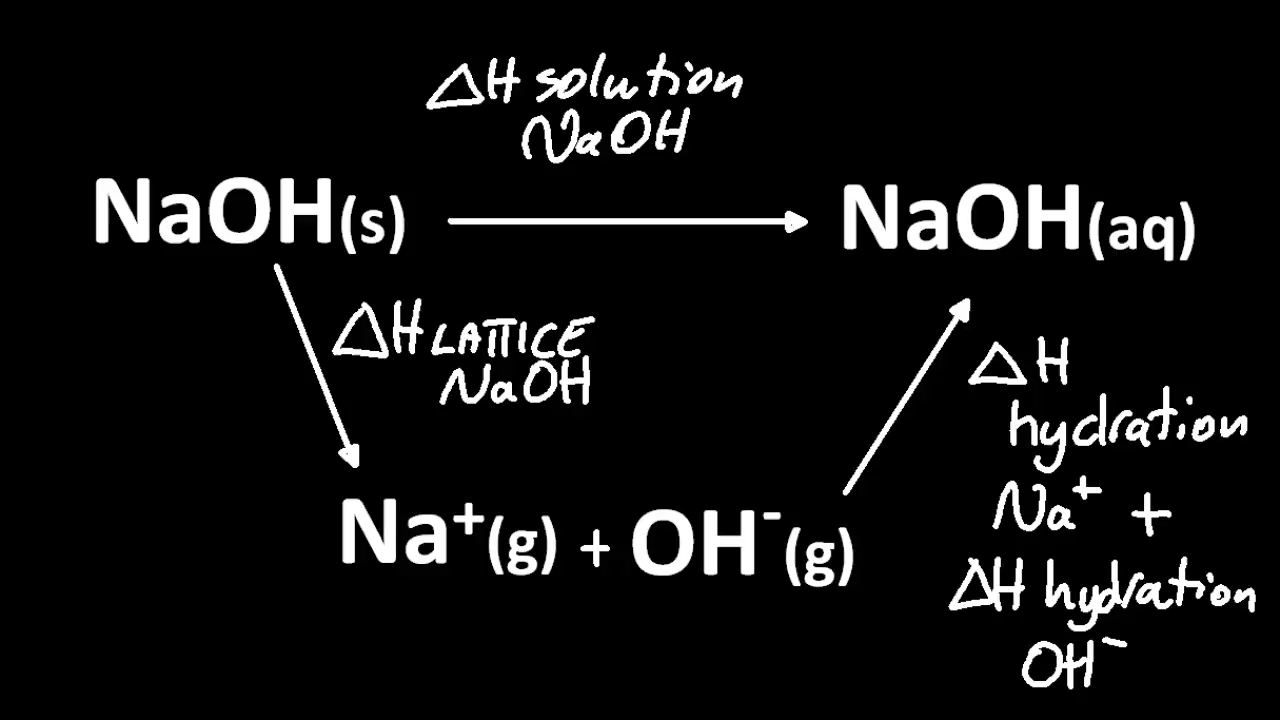 ΔH solution
NaOH
NaOH(s)
NaOH(aq)
ΔH LATTICE
NaOH
ΔH
hydration
Na⁺ +
ΔH hydration
OH⁻
Na⁺(g) + OH⁻(g)